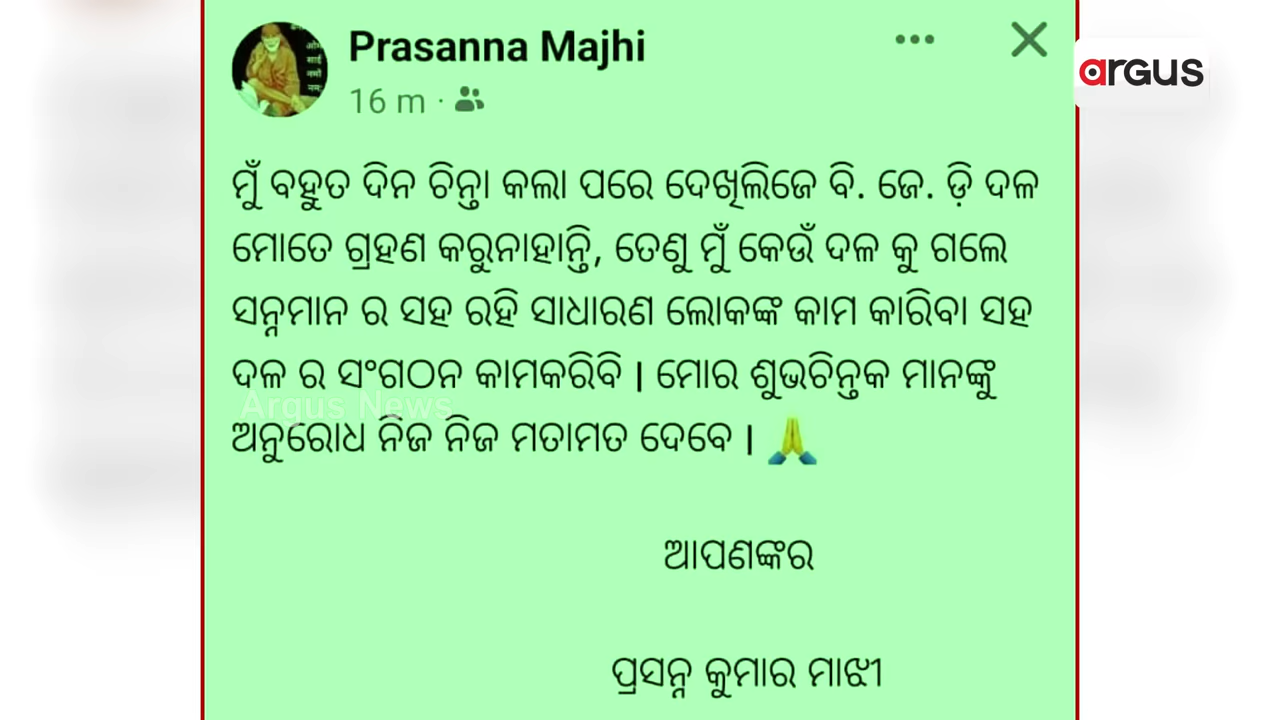 Prasanna Majhi
16 m ·
argus
ମୁଁ ବହୁତ ଦିନ ଚିନ୍ତା କଲା ପରେ ଦେଖିଲିଜେ ବି. ଜେ. ଡ଼ି ଦଳ
ମୋତେ ଗ୍ରହଣ କରୁନାହାନ୍ତି, ତେଣୁ ମୁଁ କେଉଁ ଦଳ କୁ ଗଲେ
ସନ୍ନମାନ ର ସହ ରହି ସାଧାରଣ ଲୋକଙ୍କ କାମ କାରିବା ସହ
ଦଳ ର ସଂଗଠନ କାମକରିବି | ମୋର ଶୁଭଚିନ୍ତକ ମାନଙ୍କୁ
Argus News
ଅନୁରୋଧ ନିଜ ନିଜ ମତାମତ ଦେବେ | 🙏
ଆପଣଙ୍କର
ପ୍ରସନ୍ନ କୁମାର ମାଝୀ